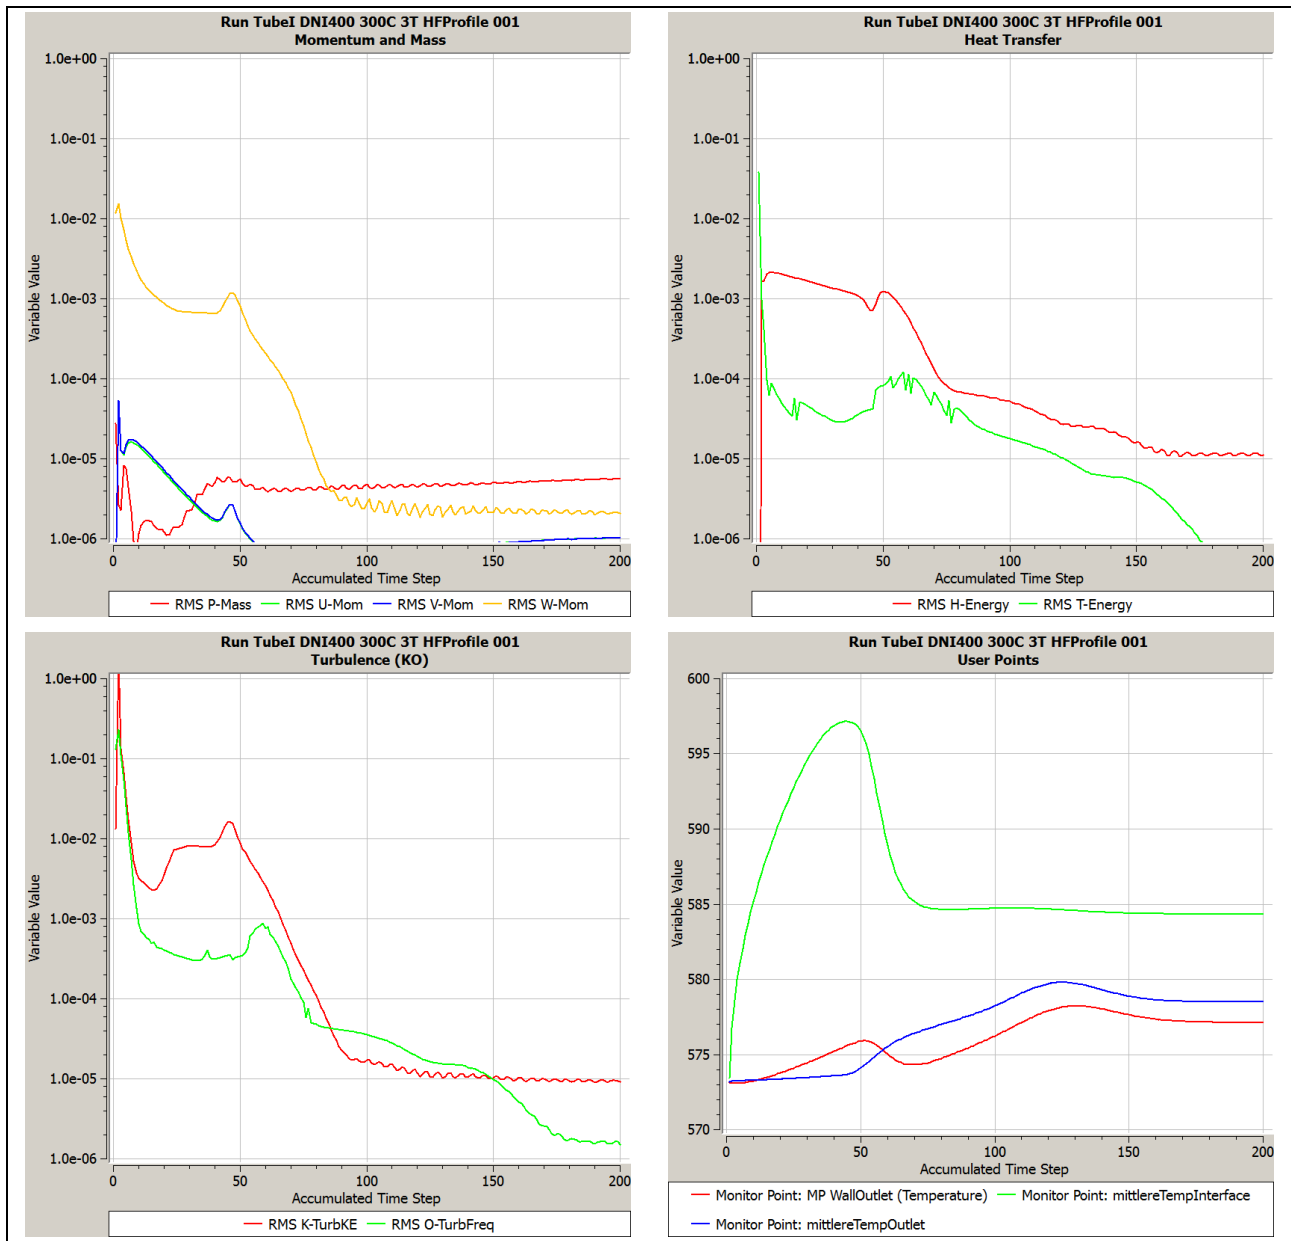 Run TubeI DNI400 300C 3T HFProfile 001
Momentum and Mass
1.0e+00
1.0e-01
1.0e-02
1.0e-03
1.0e-04
1.0e-05
1.0e-06
Variable Value
0 50 100 150 200
Accumulated Time Step
RMS P-Mass RMS U-Mom RMS V-Mom RMS W-Mom
Run TubeI DNI400 300C 3T HFProfile 001
Heat Transfer
1.0e+00
1.0e-01
1.0e-02
1.0e-03
1.0e-04
1.0e-05
1.0e-06
Variable Value
0 50 100 150 200
Accumulated Time Step
RMS H-Energy RMS T-Energy
Run TubeI DNI400 300C 3T HFProfile 001
Turbulence (KO)
1.0e+00
1.0e-01
1.0e-02
1.0e-03
1.0e-04
1.0e-05
1.0e-06
Variable Value
0 50 100 150 200
Accumulated Time Step
RMS K-TurbKE RMS O-TurbFreq
Run TubeI DNI400 300C 3T HFProfile 001
User Points
600
595
590
585
580
575
570
Variable Value
0 50 100 150 200
Accumulated Time Step
Monitor Point: MP WallOutlet (Temperature) Monitor Point: mittlereTempInterface
Monitor Point: mittlereTempOutlet